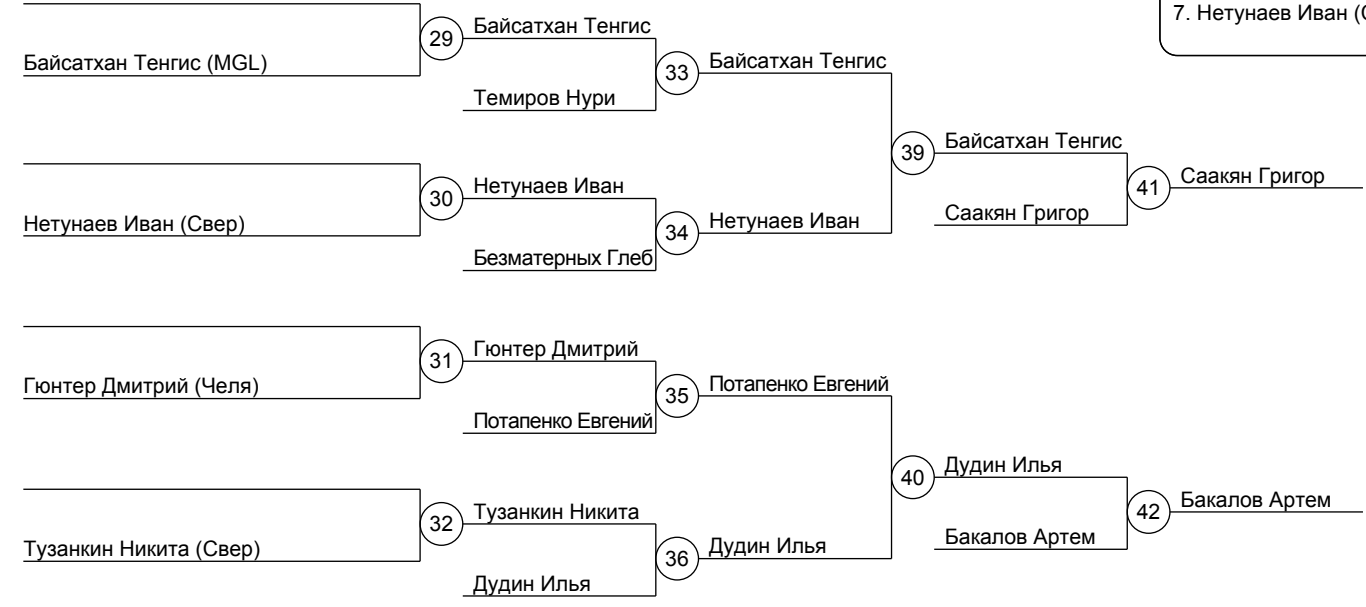 7. Нетунаев Иван (
Байсатхан Тенгис (MGL)
29
Байсатхан Тенгис
Темиров Нури
33
Байсатхан Тенгис
Нетунаев Иван (Свер)
30
Нетунаев Иван
Безматерных Глеб
34
Нетунаев Иван
39
Байсатхан Тенгис
Саакян Григор
41
Саакян Григор
Гюнтер Дмитрий (Челя)
31
Гюнтер Дмитрий
Потапенко Евгений
35
Потапенко Евгений
Тузанкин Никита (Свер)
32
Тузанкин Никита
Дудин Илья
36
Дудин Илья
40
Дудин Илья
Бакалов Артем
42
Бакалов Артем